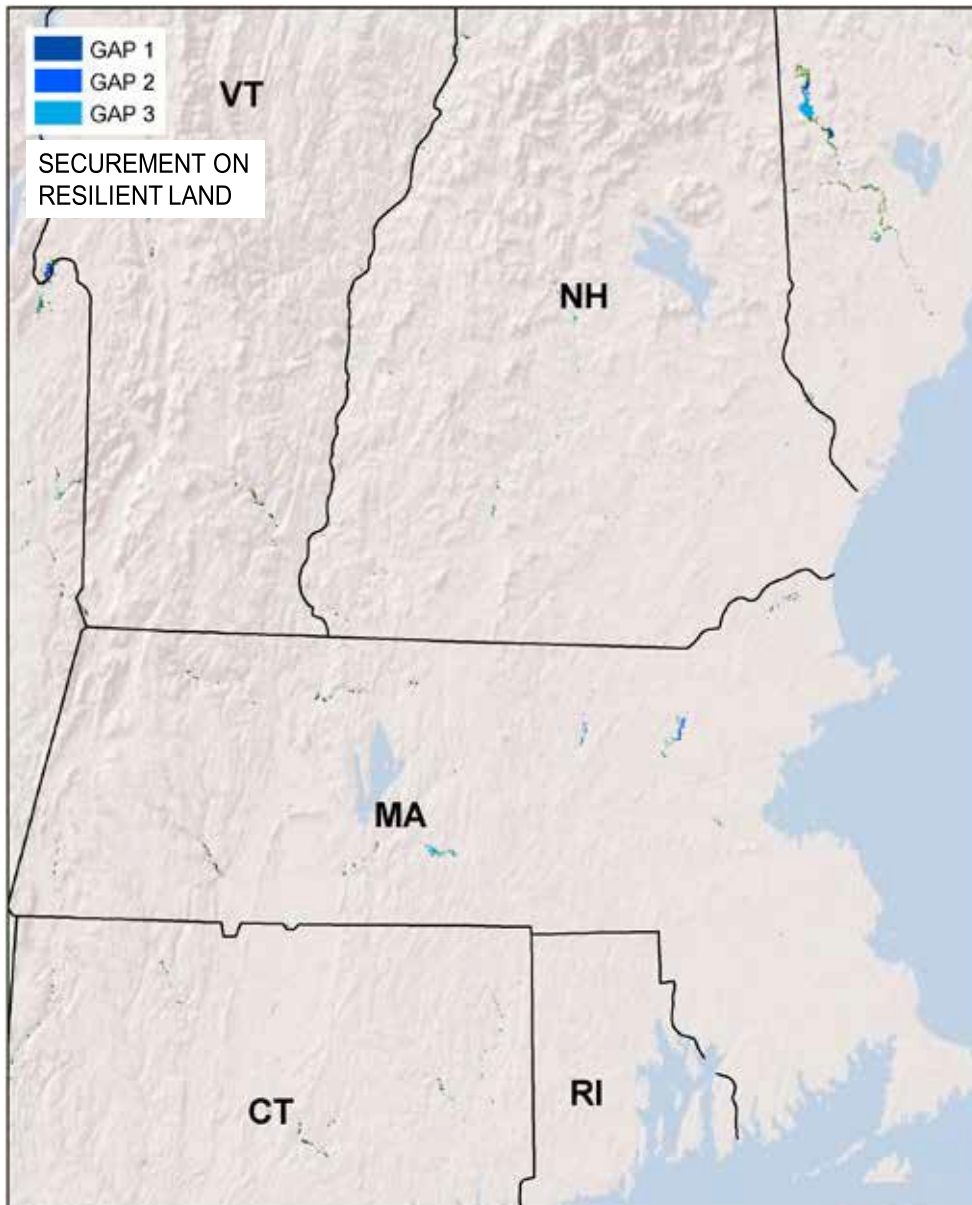 GAP 1
GAP 2
GAP 3
SECUREMENT ON
RESILIENT LAND
VT
NH
MA
CT
RI